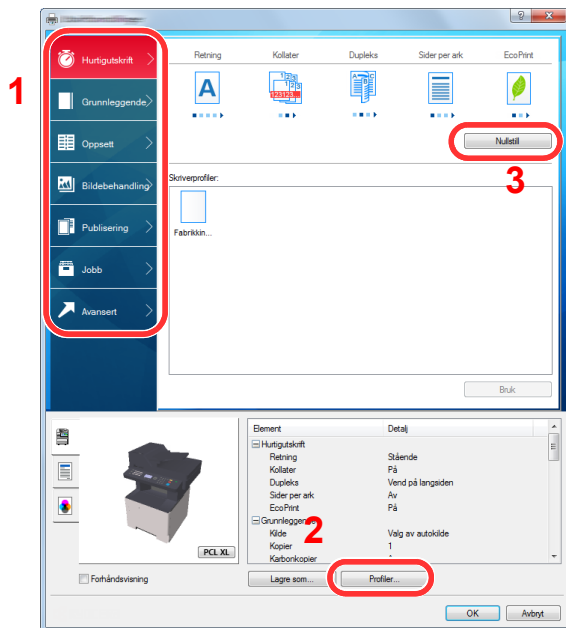 1
Hurtigutskrift
Grunnleggende
Oppsett
Bildebehandling
Publisering
Jobb
Avansert
Retning
Kollater
Dupleks
Sider per ark
EcoPrint
A
123123
Nullstill
3
Skriverprofiler:
Fabrikkin...
Bruk
Element Detalj
Hurtigutskrift
Retning Stående
Kollater På
Dupleks Vend på langsiden
Sider per ark Av
EcoPrint På
Grunnleggende
Kilde Valg av autokilde
Kopier 1
Karbonkopier
2
PCL XL
Forhåndsvisning
Lagre som...
Profiler...
OK
Avbryt